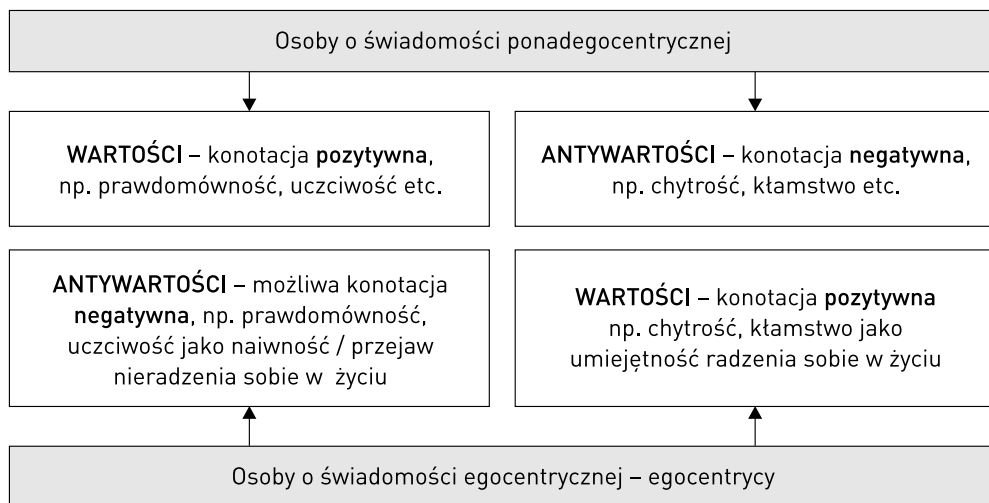 Osoby o świadomości ponadegocentrycznej
WARTOŚCI – konotacja pozytywna,
np. prawdomówność, uczciwość etc.
ANTYWARTOŚCI – konotacja negatywna,
np. chytrość, kłamstwo etc.
ANTYWARTOŚCI – możliwa konotacja
negatywna, np. prawdomówność,
uczciwość jako naiwność / przejaw
nieradzenia sobie w życiu
WARTOŚCI – konotacja pozytywna
np. chytrość, kłamstwo jako
umiejętność radzenia sobie w życiu
Osoby o świadomości egocentrycznej – egocentrycy